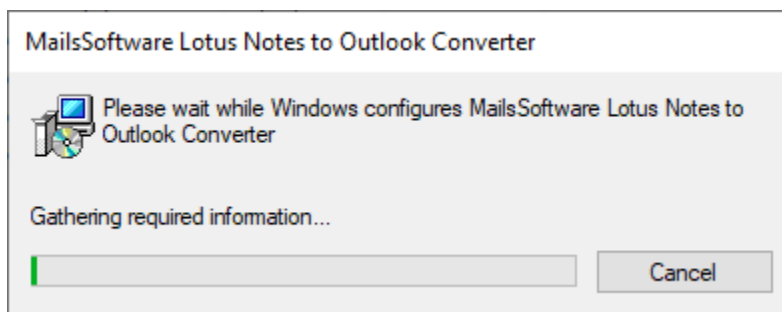 MailsSoftware Lotus Notes to Outlook Converter
Please wait while Windows configures MailsSoftware Lotus Notes to
Outlook Converter
Gathering required information...
Cancel